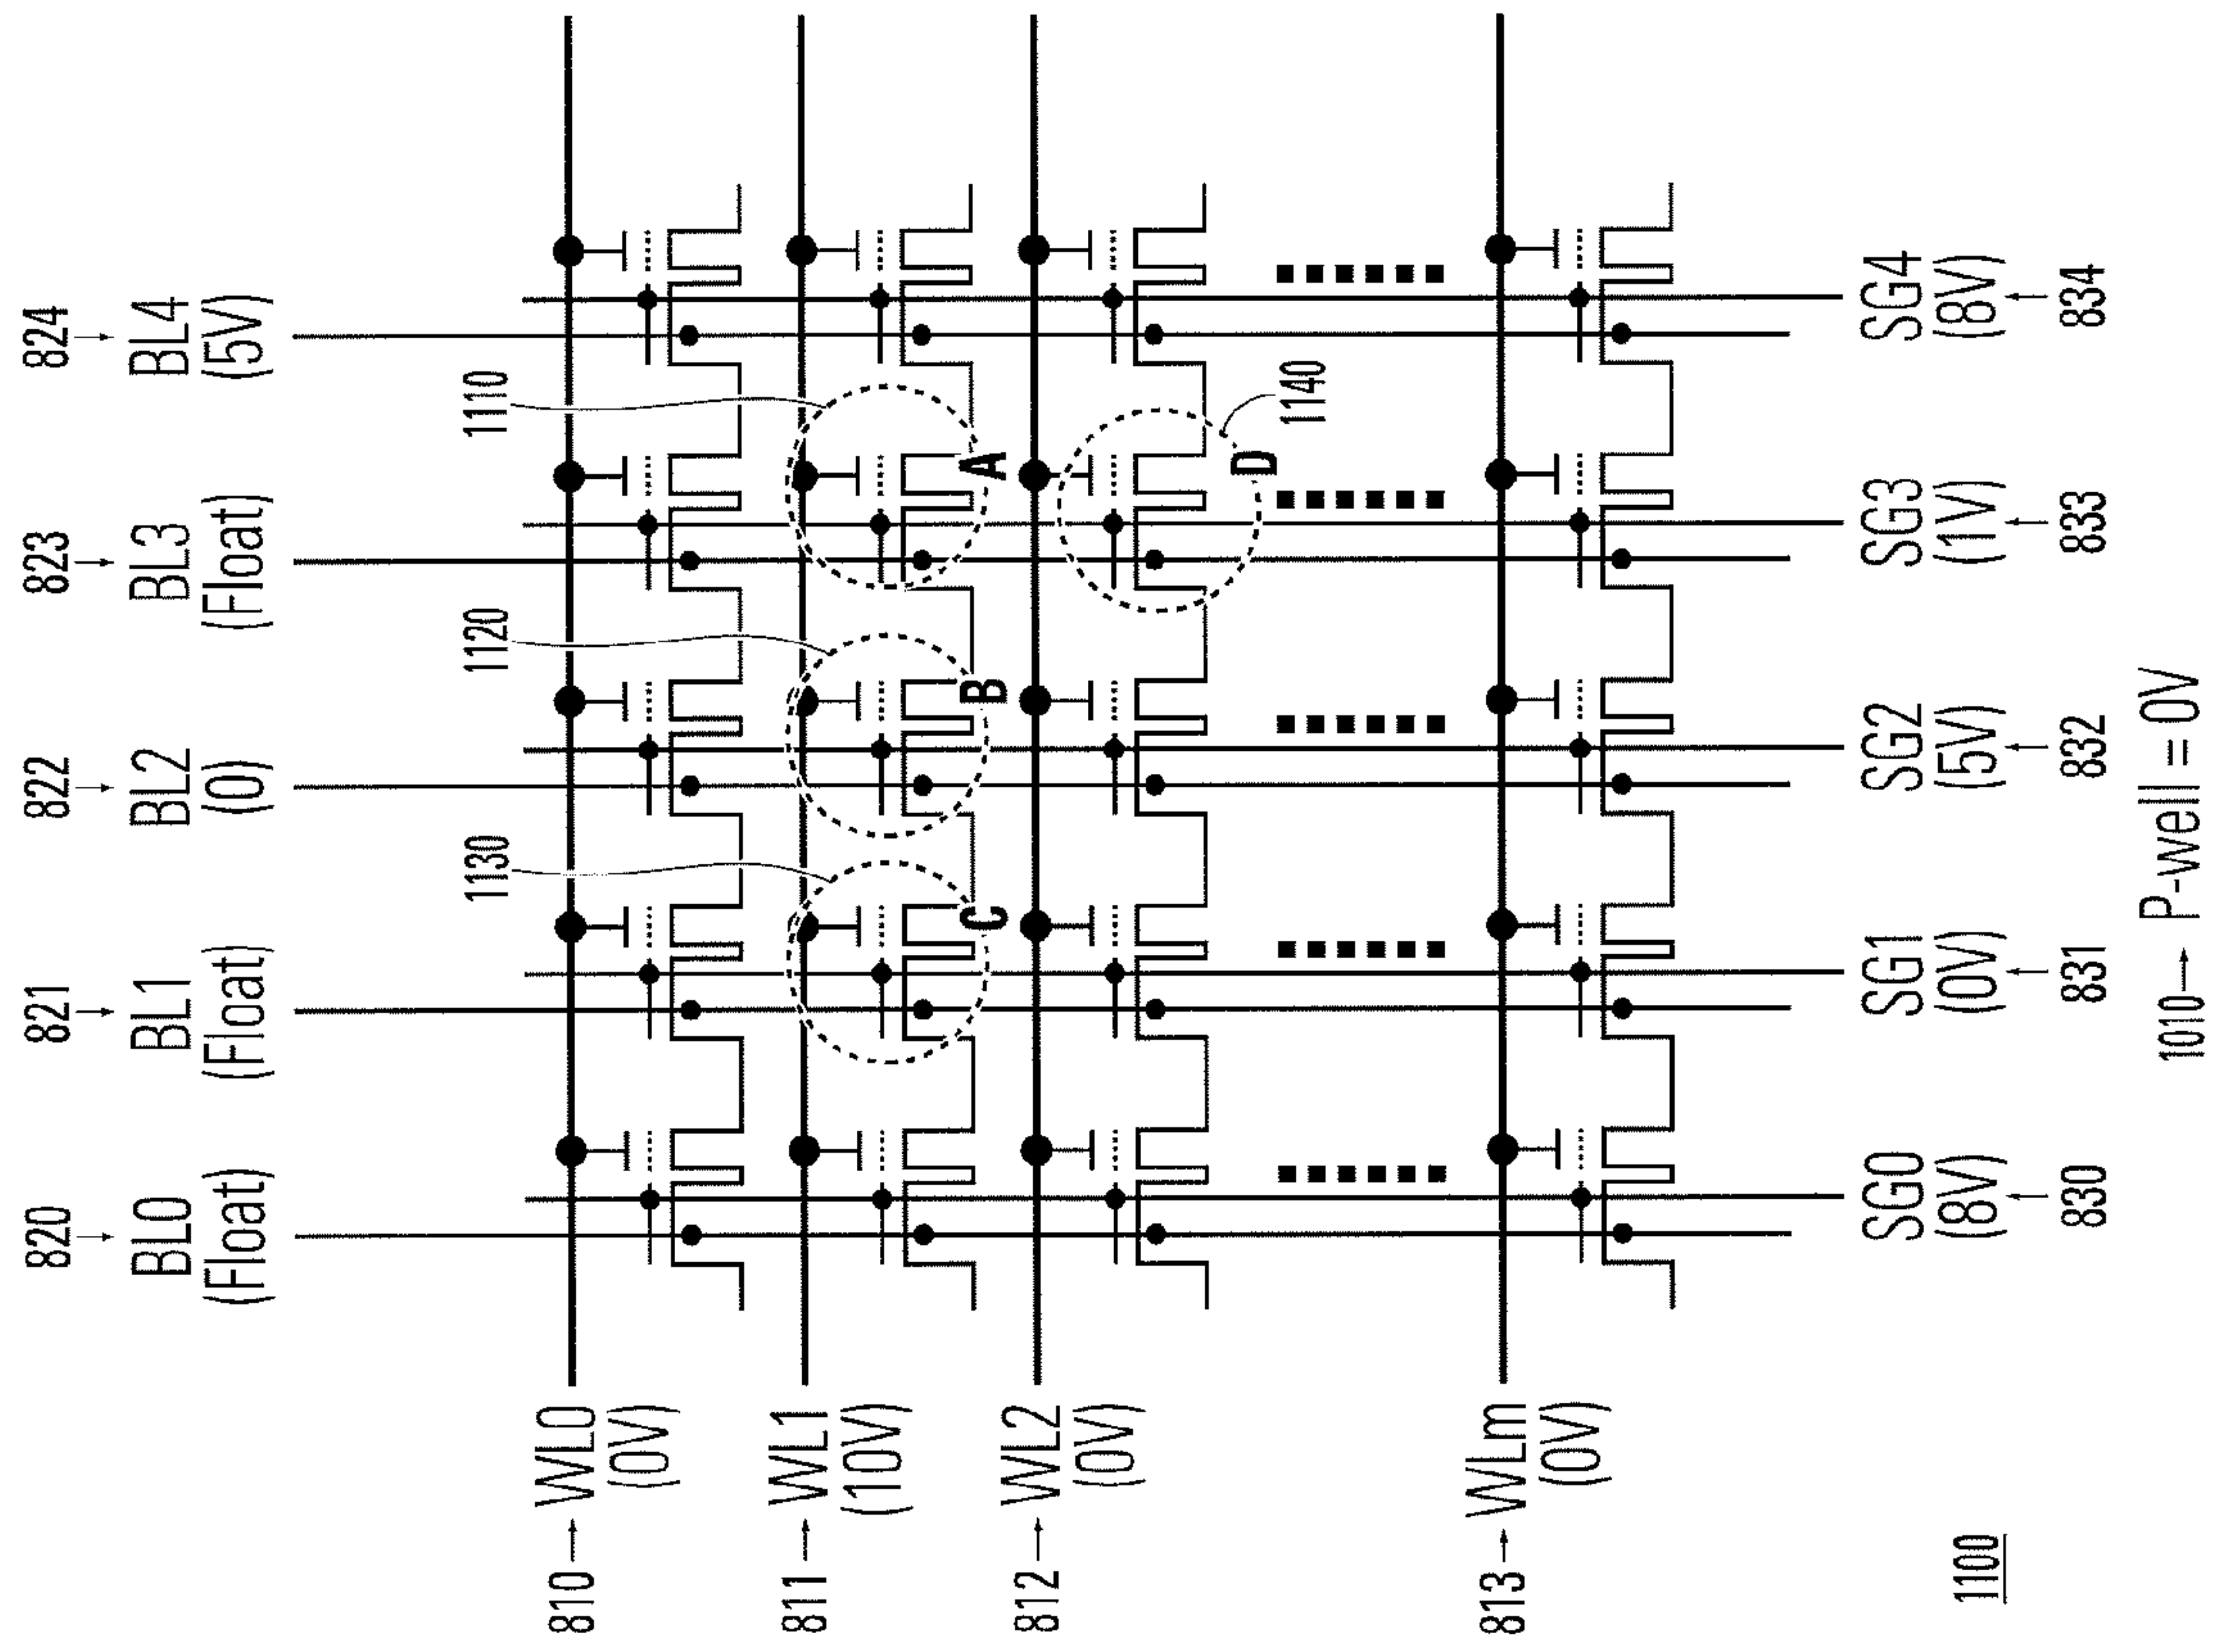 820
BL0
(Float)
821
BL1
(Float)
822
BL2
(0)
823
BL3
(Float)
824
BL4
(5V)
1130
1120
1110
810
WL0
(0V)
811
WL1
(10V)
C
B
A
812
WL2
(0V)
D
1140
813
WLm
(0V)
SG0
(8V)
830
SG1
(0V)
831
SG2
(5V)
832
SG3
(1V)
833
SG4
(8V)
834
1100
1010
P-well = 0V